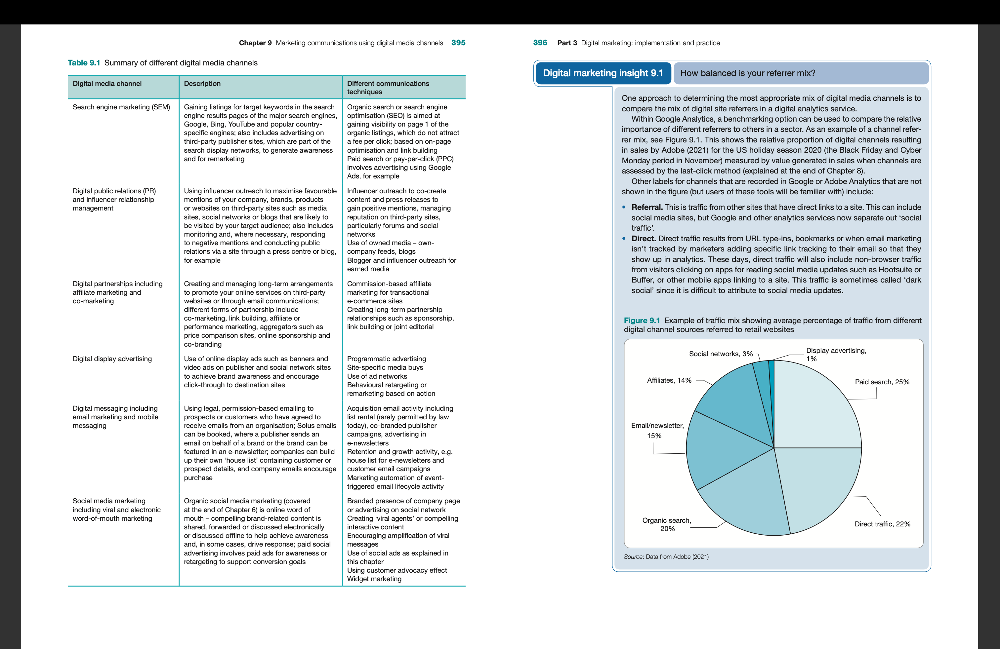 Chapter 9 Marketing communications using digital media channels 395
Table 9.1 Summary of different digital media channels
Digital media channel
Description
Different communications
techniques
Search engine marketing (SEM)
Gaining listings for target keywords in the search
engine results pages of the major search engines,
Google, Bing, YouTube and popular country-
specific engines; also includes advertising on
third-party publisher sites, which are part of the
search display networks, to generate awareness
and for remarketing
Organic search or search engine
optimisation (SEO) is aimed at
gaining visibility on page 1 of the
organic listings, which do not attract
a fee per click; based on on-page
optimisation and link building
Paid search or pay-per-click (PPC)
involves advertising using Google
Ads, for example
Digital public relations (PR)
and influencer relationship
management
Using influencer outreach to maximise favourable
mentions of your company, brands, products
or websites on third-party sites such as media
sites, social networks or blogs that are likely to
be visited by your target audience; also includes
monitoring and, where necessary, responding
to negative mentions and conducting public
relations via a site through a press centre or blog,
for example
Influencer outreach to co-create
content and press releases to
gain positive mentions, managing
reputation on third-party sites,
particularly forums and social
networks
Use of owned media – own-
company feeds, blogs
Blogger and influencer outreach for
earned media
Digital partnerships including
affiliate marketing and
co-marketing
Creating and managing long-term arrangements
to promote your online services on third-party
websites or through email communications;
different forms of partnership include
co-marketing, link building, affiliate or
performance marketing, aggregators such as
price comparison sites, online sponsorship and
co-branding
Commission-based affiliate
marketing for transactional
e-commerce sites
Creating long-term partnership
relationships such as sponsorship,
link building or joint editorial
Digital display advertising
Use of online display ads such as banners and
video ads on publisher and social network sites
to achieve brand awareness and encourage
click-through to destination sites
Programmatic advertising
Site-specific media buys
Use of ad networks
Behavioural retargeting or
remarketing based on action
Digital messaging including
email marketing and mobile
messaging
Using legal, permission-based emailing to
prospects or customers who have agreed to
receive emails from an organisation; Solus emails
can be booked, where a publisher sends an
email on behalf of a brand or the brand can be
featured in an e-newsletter; companies can build
up their own ‘house list’ containing customer or
prospect details, and company emails encourage
purchase
Acquisition email activity including
list rental (rarely permitted by law
today), co-branded publisher
campaigns, advertising in
e-newsletters
Retention and growth activity, e.g.
house list for e-newsletters and
customer email campaigns
Marketing automation of event-
triggered email lifecycle activity
Social media marketing
including viral and electronic
word-of-mouth marketing
Organic social media marketing (covered
at the end of Chapter 6) is online word of
mouth – compelling brand-related content is
shared, forwarded or discussed electronically
or discussed offline to help achieve awareness
and, in some cases, drive response; paid social
advertising involves paid ads for awareness or
retargeting to support conversion goals
Branded presence of company page
or advertising on social network
Creating ‘viral agents’ or compelling
interactive content
Encouraging amplification of viral
messages
Use of social ads as explained in
this chapter
Using customer advocacy effect
Widget marketing
396 Part 3 Digital marketing: implementation and practice
Digital marketing insight 9.1
How balanced is your referrer mix?
One approach to determining the most appropriate mix of digital media channels is to
compare the mix of digital site referrers in a digital analytics service.
Within Google Analytics, a benchmarking option can be used to compare the relative
importance of different referrers to others in a sector. As an example of a channel refer-
rer mix, see Figure 9.1. This shows the relative proportion of digital channels resulting
in sales by Adobe (2021) for the US holiday season 2020 (the Black Friday and Cyber
Monday period in November) measured by value generated in sales when channels are
assessed by the last-click method (explained at the end of Chapter 8).
Other labels for channels that are recorded in Google or Adobe Analytics that are not
shown in the figure (but users of these tools will be familiar with) include:
• Referral. This is traffic from other sites that have direct links to a site. This can include
social media sites, but Google and other analytics services now separate out ‘social
traffic’.
• Direct. Direct traffic results from URL type-ins, bookmarks or when email marketing
isn’t tracked by marketers adding specific link tracking to their email so that they
show up in analytics. These days, direct traffic will also include non-browser traffic
from visitors clicking on apps for reading social media updates such as Hootsuite or
Buffer, or other mobile apps linking to a site. This traffic is sometimes called ‘dark
social’ since it is difficult to attribute to social media updates.
Figure 9.1 Example of traffic mix showing average percentage of traffic from different
digital channel sources referred to retail websites
Social networks, 3%
Display advertising,
1%
Affiliates, 14%
Paid search, 25%
Email/newsletter,
15%
Organic search,
20%
Direct traffic, 22%
Source: Data from Adobe (2021)